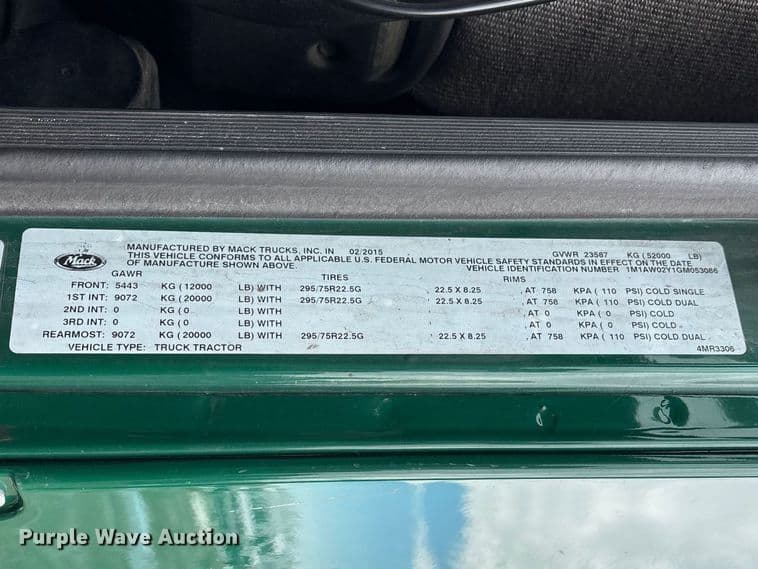 Mack
MANUFACTURED BY MACK TRUCKS, INC. IN 02/2015 GVWR 23587 KG (52000 LB)
THIS VEHICLE CONFORMS TO ALL APPLICABLE U.S. FEDERAL MOTOR VEHICLE SAFETY STANDARDS IN EFFECT ON THE DATE
OF MANUFACTURE SHOWN ABOVE. VEHICLE IDENTIFICATION NUMBER 1M1AW02Y1GM053086
GAWR TIRES RIMS
FRONT: 5443 KG (12000 LB) WITH 295/75R22.5G 22.5 X 8.25 , AT 758 KPA ( 110 PSI) COLD SINGLE
1ST INT: 9072 KG (20000 LB) WITH 295/75R22.5G 22.5 X 8.25 , AT 758 KPA ( 110 PSI) COLD DUAL
2ND INT: 0 KG (0 LB) WITH , AT 0 KPA ( 0 PSI) COLD
3RD INT: 0 KG (0 LB) WITH , AT 0 KPA ( 0 PSI) COLD
REARMOST: 9072 KG (20000 LB) WITH 295/75R22.5G 22.5 X 8.25 , AT 758 KPA ( 110 PSI) COLD DUAL
VEHICLE TYPE: TRUCK TRACTOR 4MR3306
Purple Wave Auction